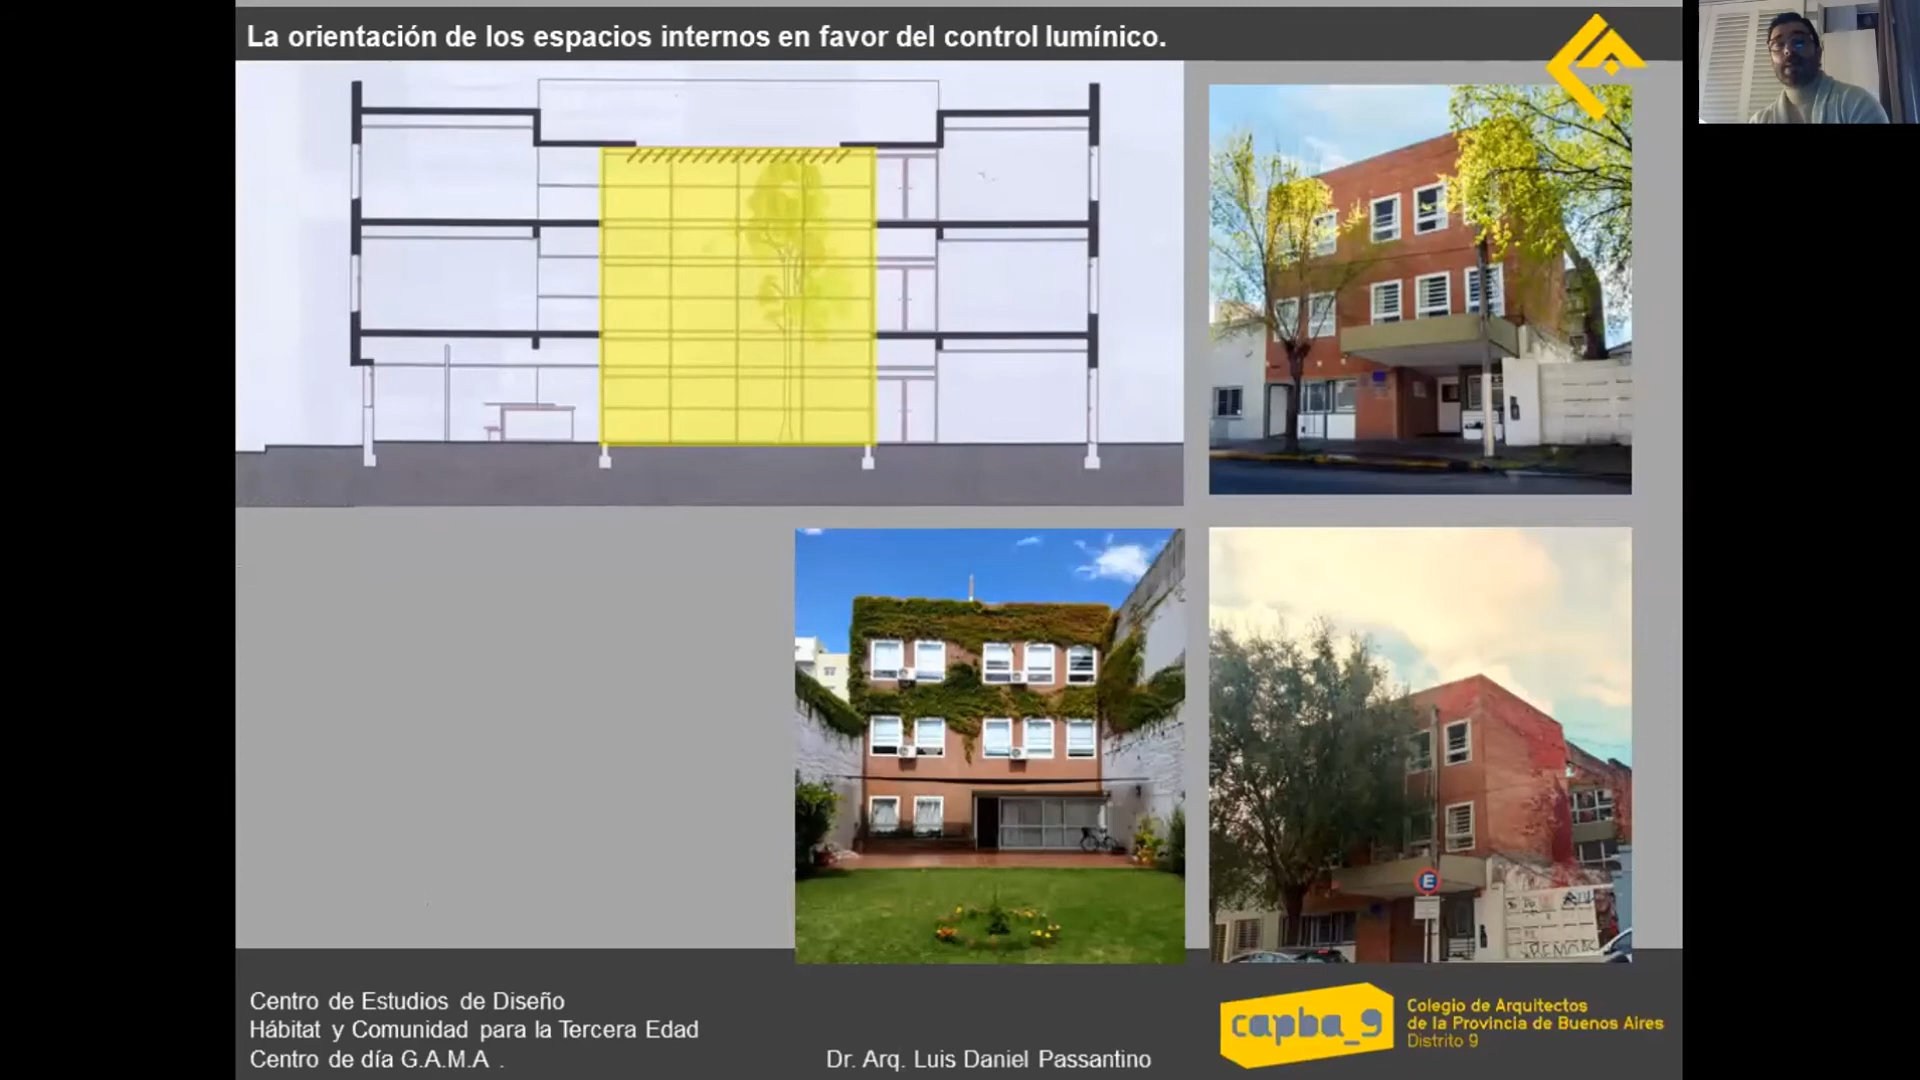 La orientación de los espacios internos en favor del control lumínico.
E
Centro de Estudios de Diseño
Hábitat y Comunidad para la Tercera Edad
Centro de día G.A.M.A .
Dr. Arq. Luis Daniel Passantino
capba_9
Colegio de Arquitectos
de la Provincia de Buenos Aires
Distrito 9